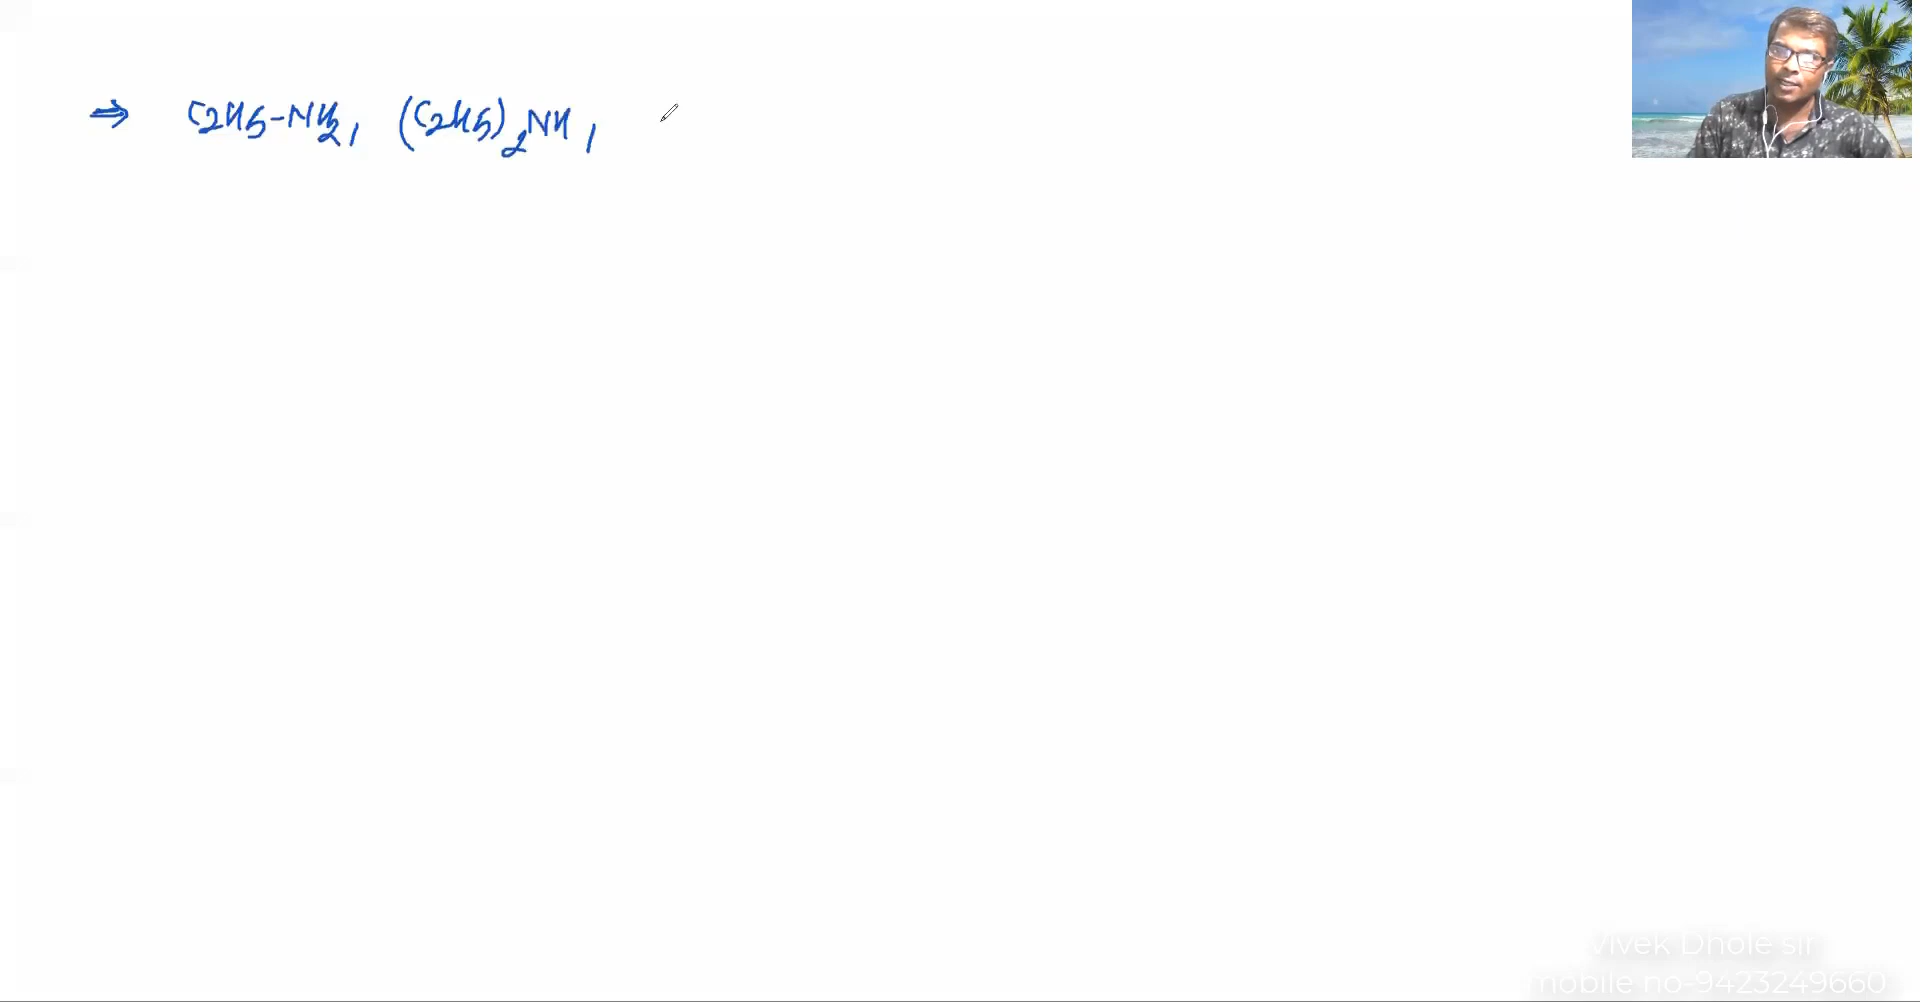 ⇒ C2H5-NH2, (C2H5)2NH,
Vivek Dhole sir
mobile no-9423249660